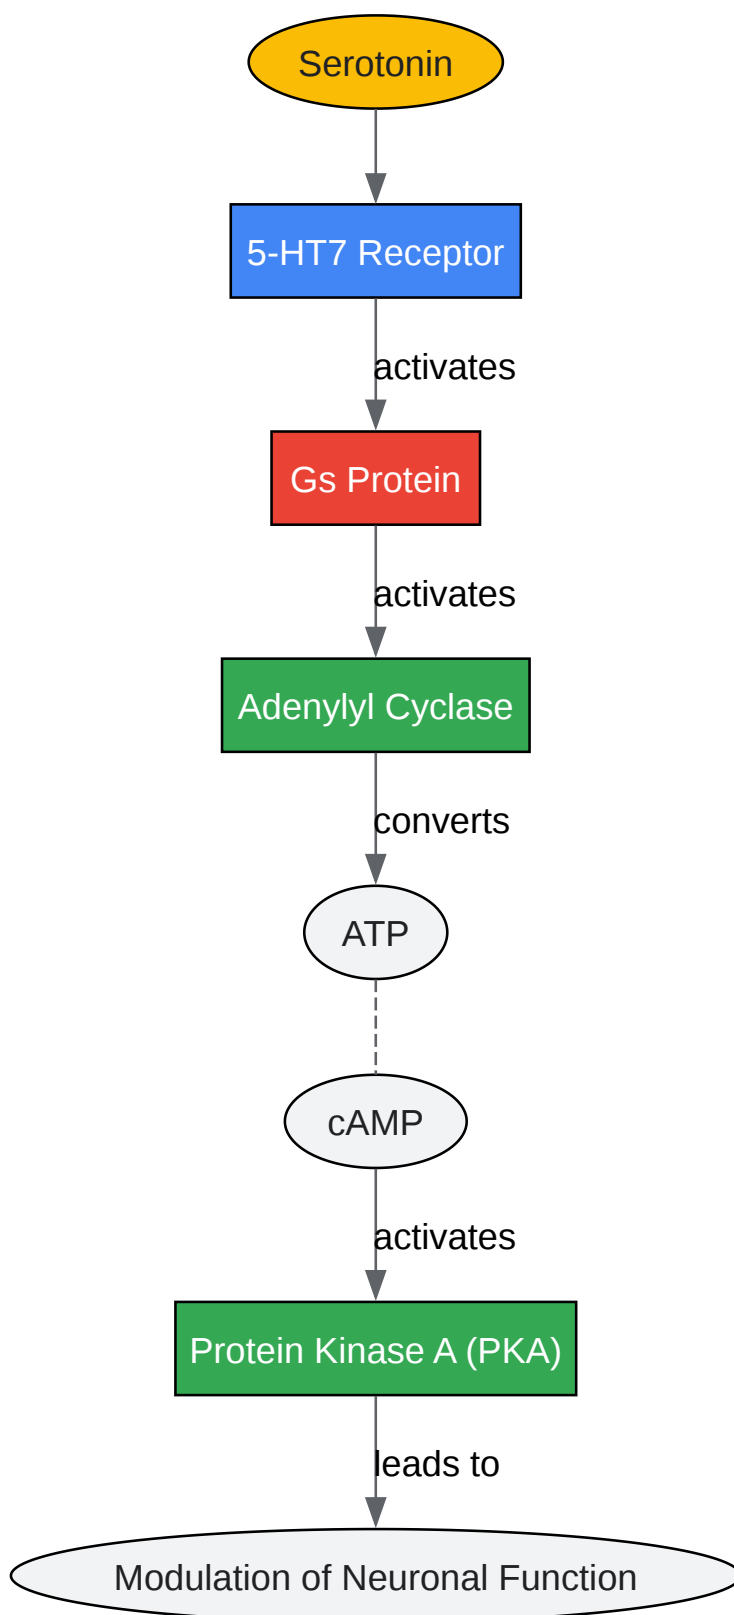 Serotonin
5-HT7 Receptor
activates
Gs Protein
activates
Adenylyl Cyclase
converts
ATP
cAMP
activates
Protein Kinase A (PKA)
leads to
Modulation of Neuronal Function